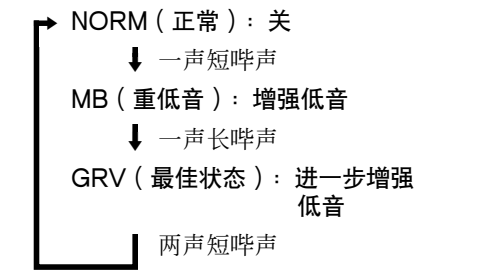 NORM（正常）：关
一声短哔声
MB（重低音）：增强低音
一声长哔声
GRV（最佳状态）：进一步增强
低音
两声短哔声